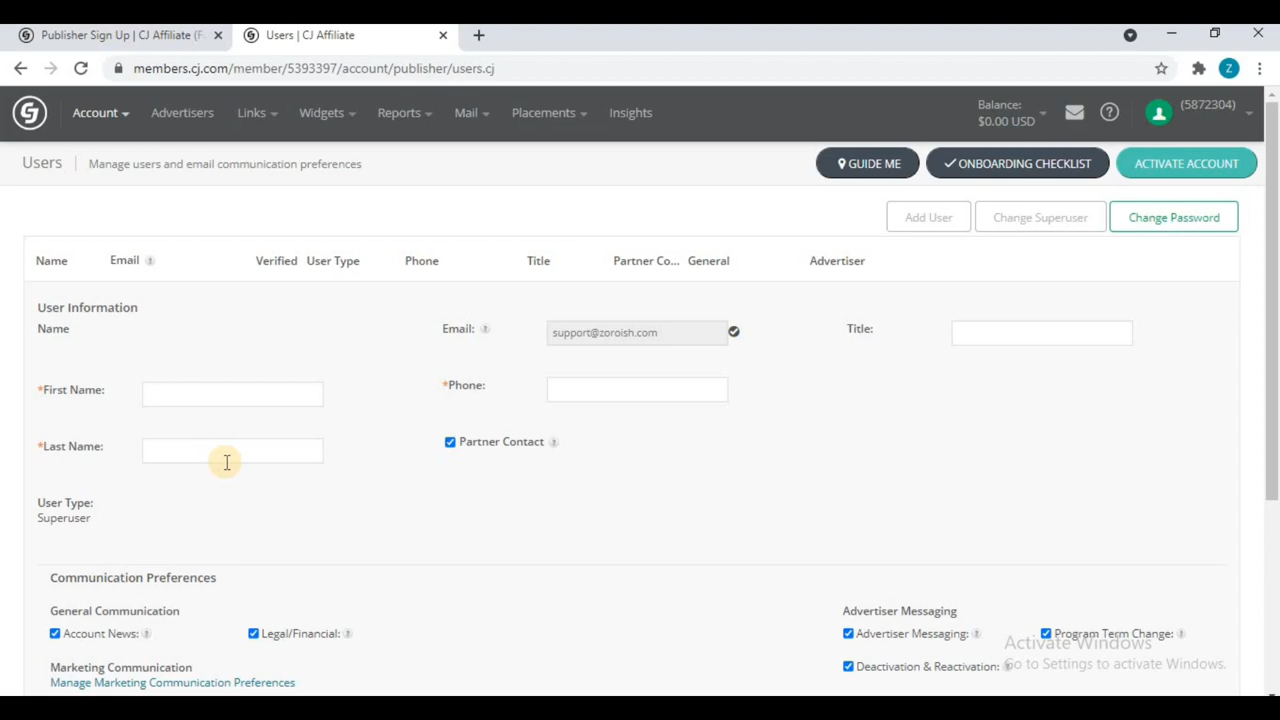 Publisher Sign Up | CJ Affiliate (F
Users | CJ Affiliate
members.cj.com/member/5393397/account/publisher/users.cj
Z
Account
Advertisers
Links
Widgets
Reports
Mail
Placements
Insights
Balance:
$0.00 USD
(5872304)
Users
Manage users and email communication preferences
GUIDE ME
ONBOARDING CHECKLIST
ACTIVATE ACCOUNT
Add User
Change Superuser
Change Password
Name
Email
Verified
User Type
Phone
Title
Partner Co...
General
Advertiser
User Information
Name
Email:
support@zoroish.com
Title:
*First Name:
*Phone:
*Last Name:
Partner Contact
User Type:
Superuser
Communication Preferences
General Communication
Advertiser Messaging
Account News:
Legal/Financial:
Advertiser Messaging:
Program Term Change:
Activate Windows
Marketing Communication
Deactivation & Reactivation:
Go to Settings to activate Windows.
Manage Marketing Communication Preferences